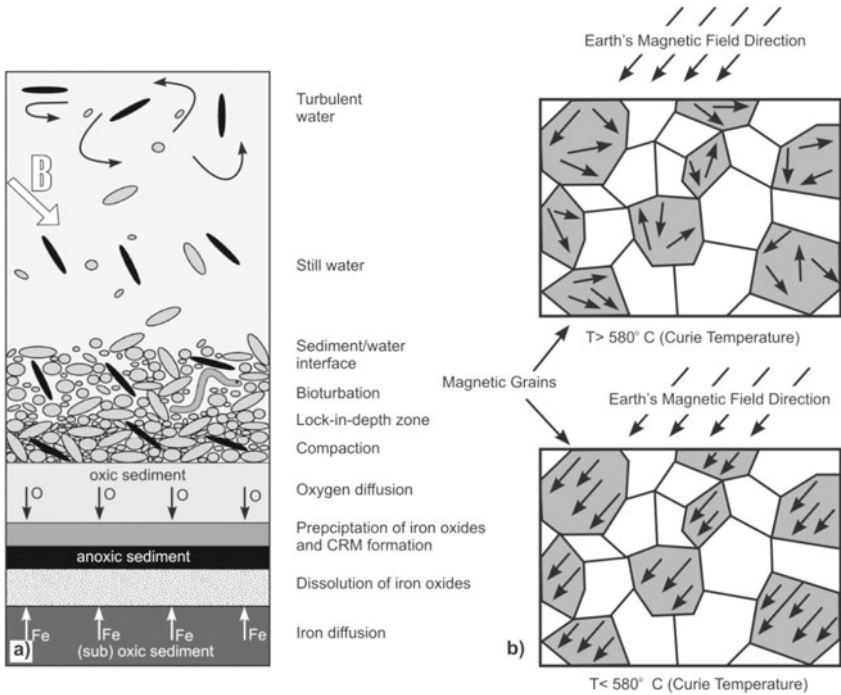 Turbulent
water
B
Still water
Sediment/water
interface
Bioturbation
Lock-in-depth zone
Compaction
oxic sediment
O O O O
Oxygen diffusion
Prepciptation of iron oxides
and CRM formation
anoxic sediment
Dissolution of iron oxides
Fe Fe Fe Fe
Iron diffusion
(sub) oxic sediment
a)
Earth's Magnetic Field Direction
T> 580° C (Curie Temperature)
Magnetic Grains
Earth's Magnetic Field Direction
b)
T< 580° C (Curie Temperature)